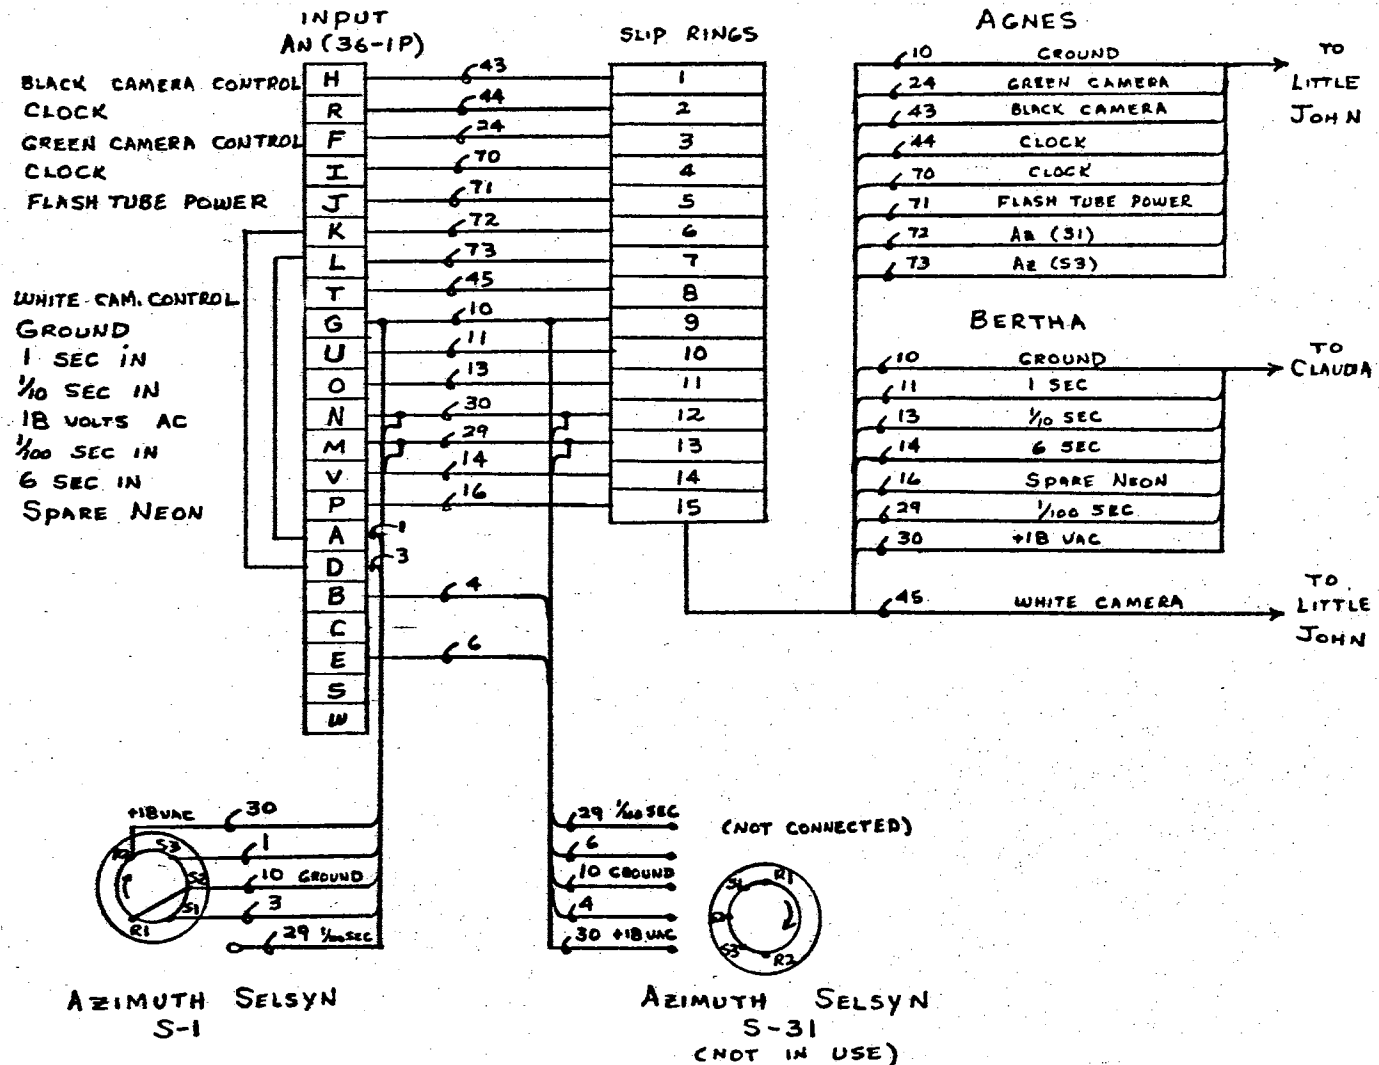 INPUT
AN (36-1P)
BLACK CAMERA CONTROL
CLOCK
GREEN CAMERA CONTROL
CLOCK
FLASH TUBE POWER
WHITE CAM. CONTROL
GROUND
1 SEC IN
1/10 SEC IN
18 VOLTS AC
1/100 SEC IN
6 SEC IN
SPARE NEON
H 43
R 44
F 24
I 70
J 71
K 72
L 73
T 45
G 10
U 11
O 13
N 30
M 29
V 14
P 16
A 1
D 3
B 4
C
E 6
S
W
SLIP RINGS
1
2
3
4
5
6
7
8
9
10
11
12
13
14
15
AGNES
10 GROUND
24 GREEN CAMERA
43 BLACK CAMERA
44 CLOCK
70 CLOCK
71 FLASH TUBE POWER
72 AZ (S1)
73 AZ (S3)
TO
LITTLE
JOHN
BERTHA
10 GROUND
11 1 SEC
13 1/10 SEC
14 6 SEC
16 SPARE NEON
29 1/100 SEC
30 +18 VAC
TO
CLAUDIA
45 WHITE CAMERA
TO
LITTLE
JOHN
+18 VAC 30
S3 1
S2 10 GROUND
S1 3
R1
29 1/100 SEC
R2
AZIMUTH SELSYN
S-1
29 1/100 SEC
6
10 GROUND
4
30 +18 VAC
(NOT CONNECTED)
S1 R1
S3 R2
AZIMUTH SELSYN
S-31
(NOT IN USE)